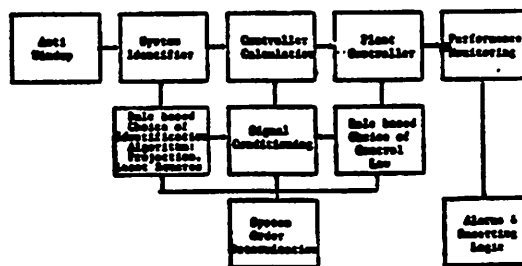 Anti
Windup
System
Identifier
Controller
Calculation
Plant
Controller
Performance
Monitoring
Rule based
Choice of
Identification
Algorithm:
Projection,
Least Squares
Signal
Conditioning
Rule based
Choice of
Control
Law
System
Order
Determination
Alarms &
Logic